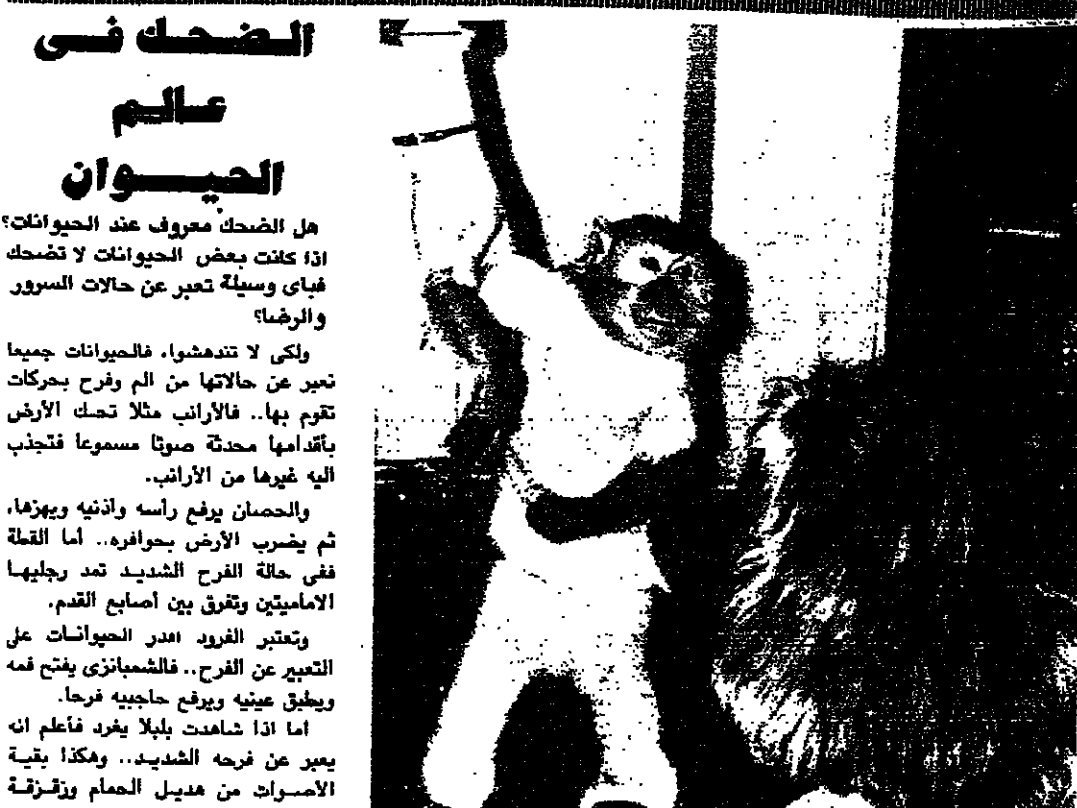 الضحك فى
عالم
الحيوان
هل الضحك معروف عند الحيوانات؟
اذا كانت بعض الحيوانات لا تضحك
فباى وسيلة تعبر عن حالات السرور
والرضا؟
ولكى لا تندهشوا، فالحيوانات جميعا
تعبر عن حالاتها من الم وفرح بحركات
تقوم بها.. فالأرانب مثلا تحك الأرض
بأقدامها محدثة صوتا مسموعا فتجذب
اليه غيرها من الأرانب.
والحصان يرفع رأسه وأذنيه ويهزها،
ثم يضرب الأرض بحوافره.. أما القطة
ففى حالة الفرح الشديد تمد رجليها
الاماميتين وتفرق بين أصابع القدم.
وتعتبر القرود اقدر الحيوانات على
التعبير عن الفرح.. فالشمبانزى يفتح فمه
ويطبق عينيه ويرفع حاجبيه فرحا.
اما اذا شاهدت بلبلا يغرد فأعلم انه
يعبر عن فرحه الشديد.. وهكذا بقية
الاصوات من هديل الحمام وزقزقة